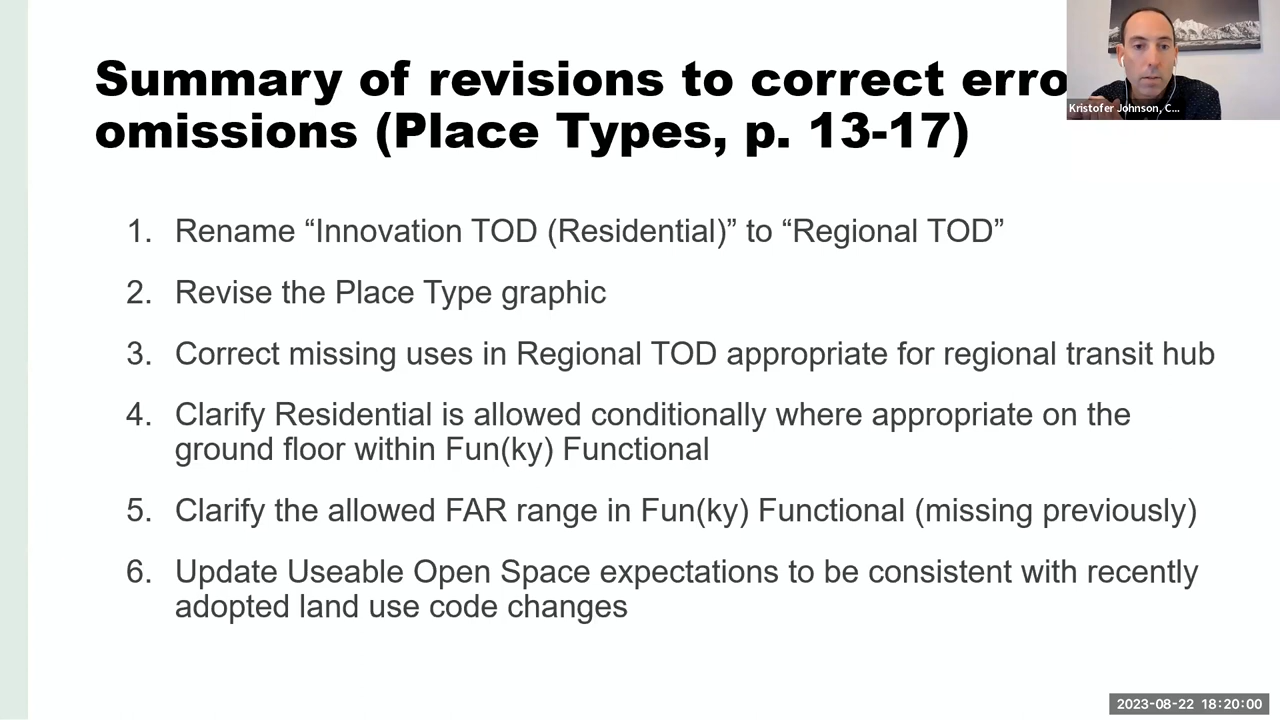 Summary of revisions to correct erro
omissions (Place Types, p. 13-17)
Kristofer Johnson, C...
1. Rename “Innovation TOD (Residential)” to “Regional TOD”
2. Revise the Place Type graphic
3. Correct missing uses in Regional TOD appropriate for regional transit hub
4. Clarify Residential is allowed conditionally where appropriate on the
ground floor within Fun(ky) Functional
5. Clarify the allowed FAR range in Fun(ky) Functional (missing previously)
6. Update Useable Open Space expectations to be consistent with recently
adopted land use code changes
2023-08-22 18:20:00